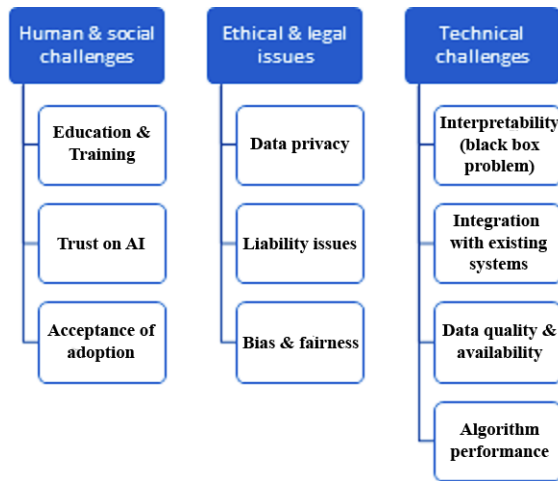 Human & social
challenges
Education &
Training
Trust on AI
Acceptance of
adoption
Ethical & legal
issues
Data privacy
Liability issues
Bias & fairness
Technical
challenges
Interpretability
(black box
problem)
Integration
with existing
systems
Data quality &
availability
Algorithm
performance